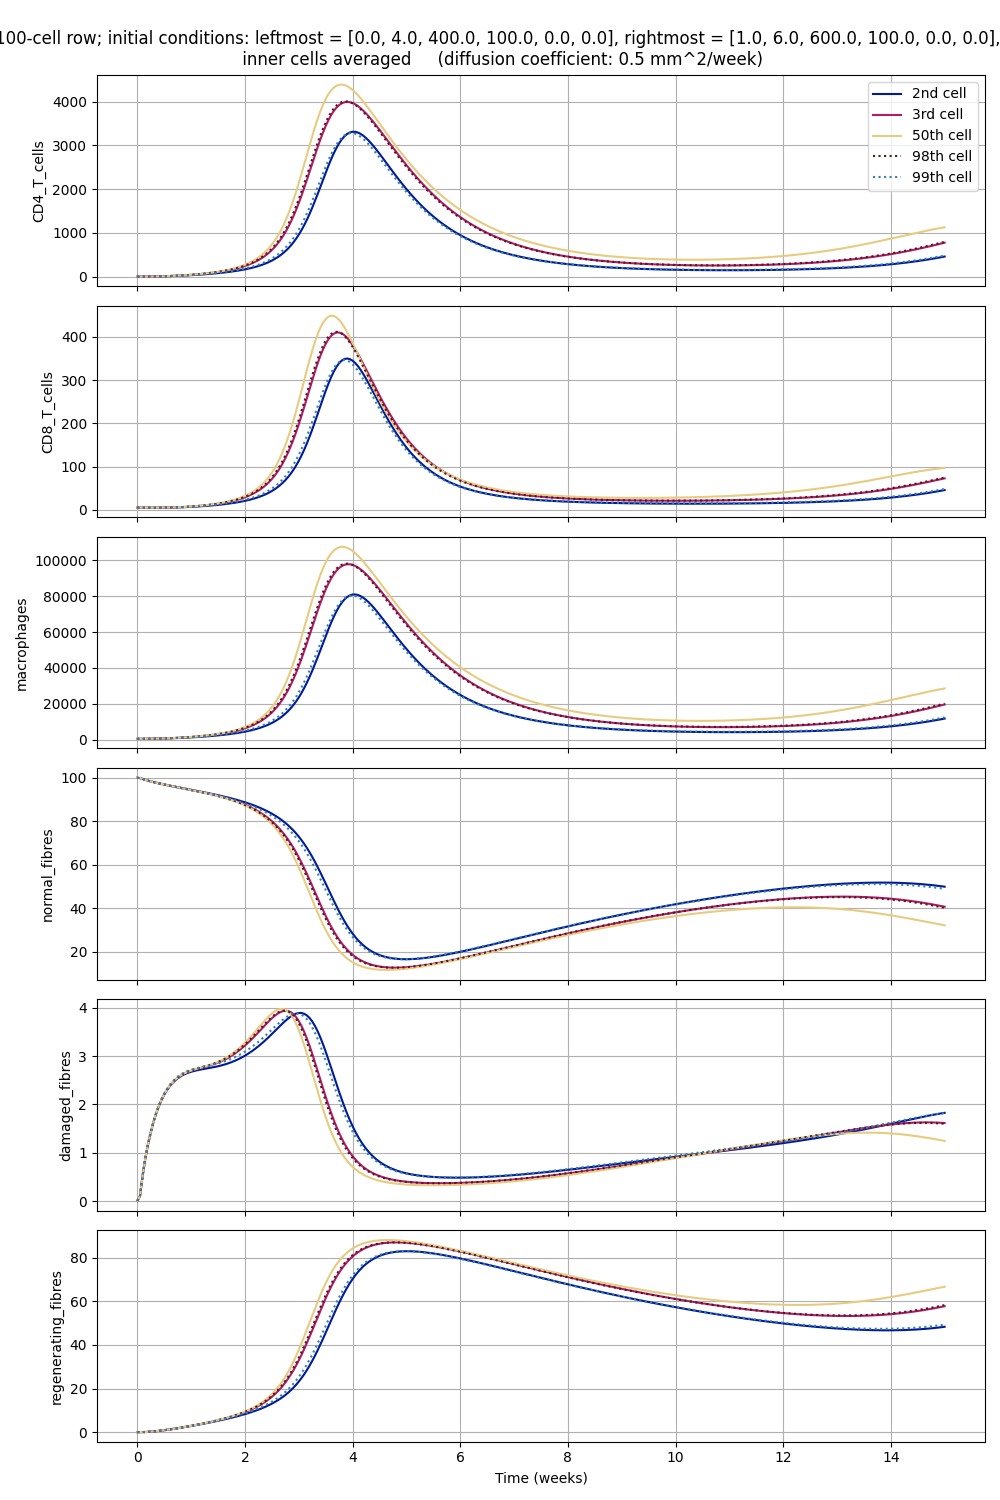 100-cell row; initial conditions: leftmost = [0.0, 4.0, 400.0, 100.0, 0.0, 0.0], rightmost = [1.0, 6.0, 600.0, 100.0, 0.0, 0.0],
inner cells averaged (diffusion coefficient: 0.5 mm^2/week)
CD4_T_cells
4000
3000
2000
1000
0
2nd cell
3rd cell
50th cell
98th cell
99th cell
CD8_T_cells
400
300
200
100
0
macrophages
100000
80000
60000
40000
20000
0
normal_fibres
100
80
60
40
20
damaged_fibres
4
3
2
1
0
regenerating_fibres
80
60
40
20
0
0 2 4 6 8 10 12 14
Time (weeks)